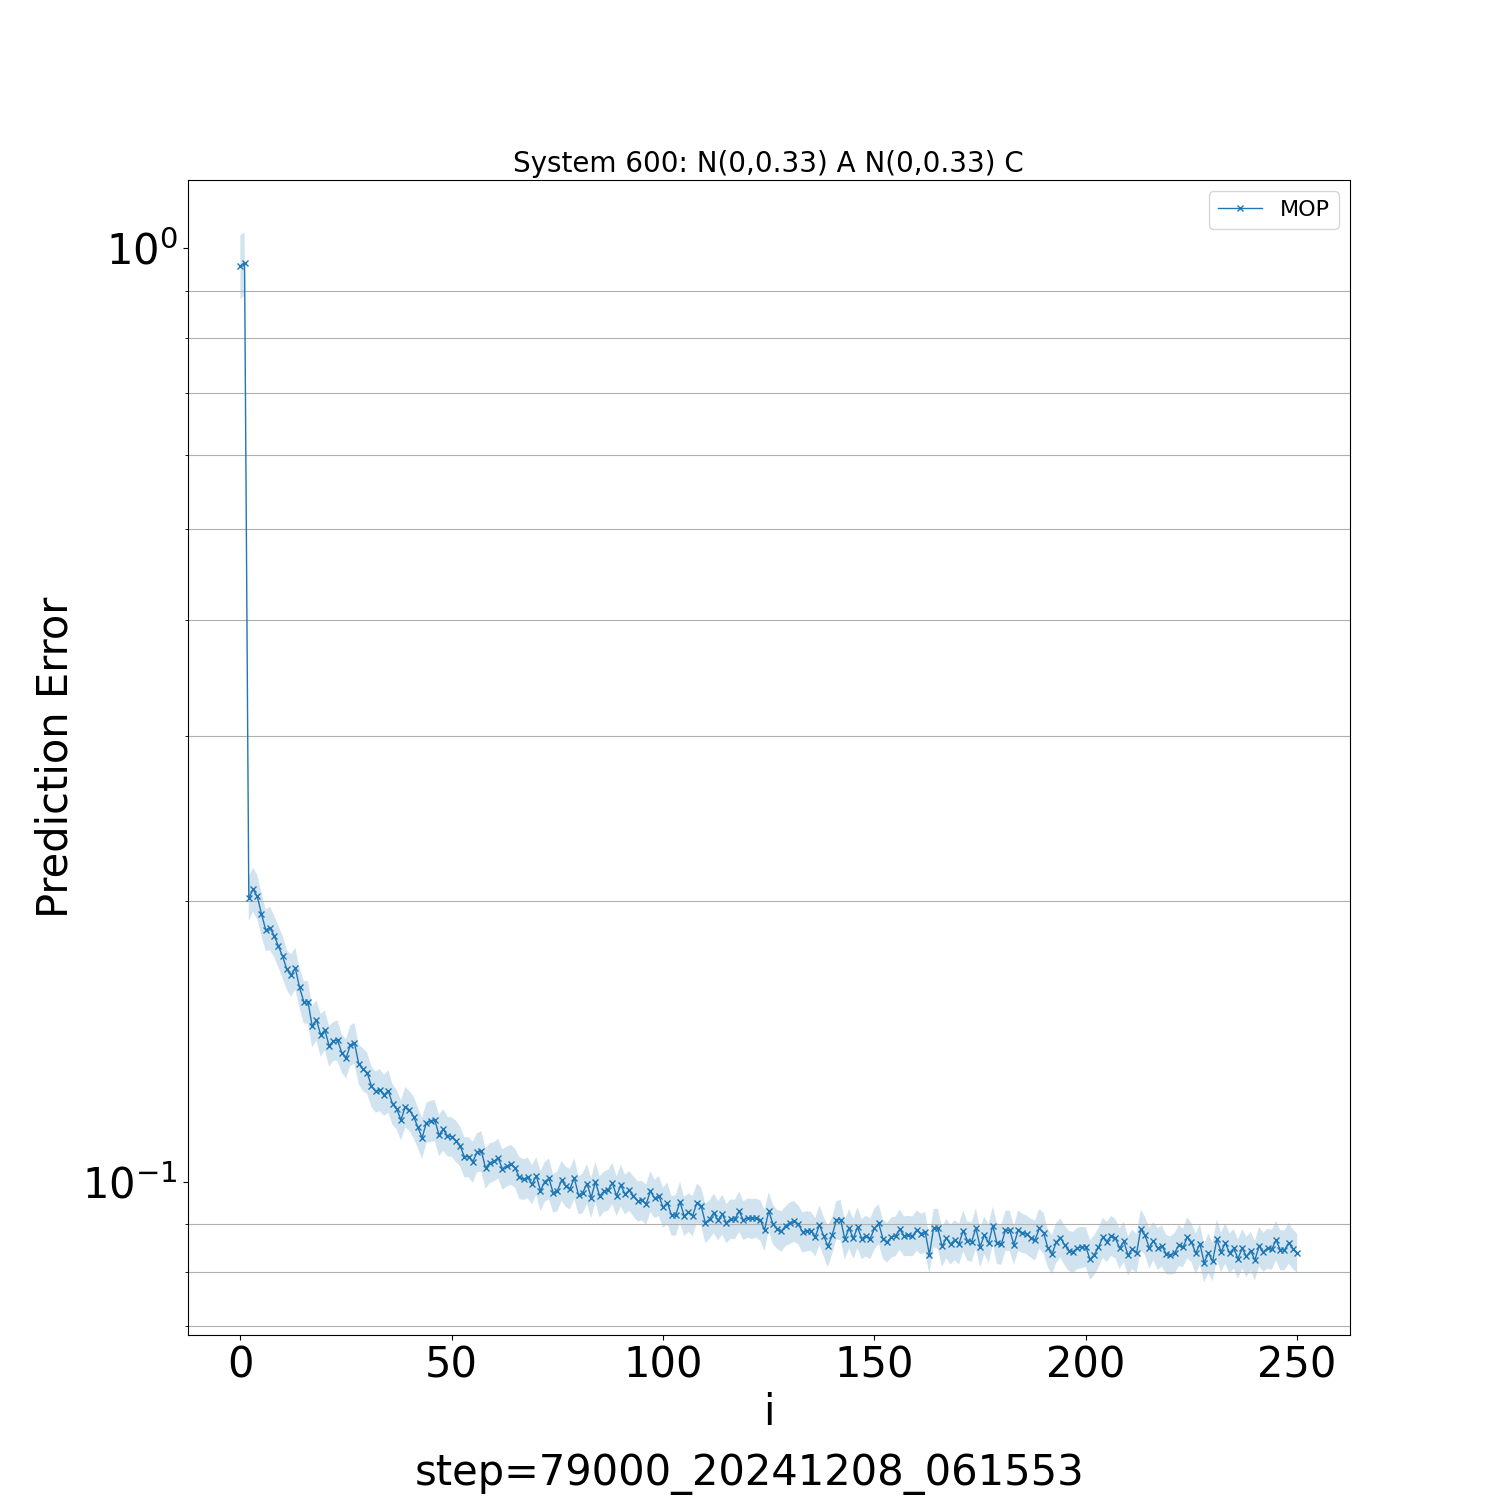 System 600: N(0,0.33) A N(0,0.33) C
MOP
10⁰
10⁻¹
Prediction Error
0 50 100 150 200 250
i
step=79000_20241208_061553